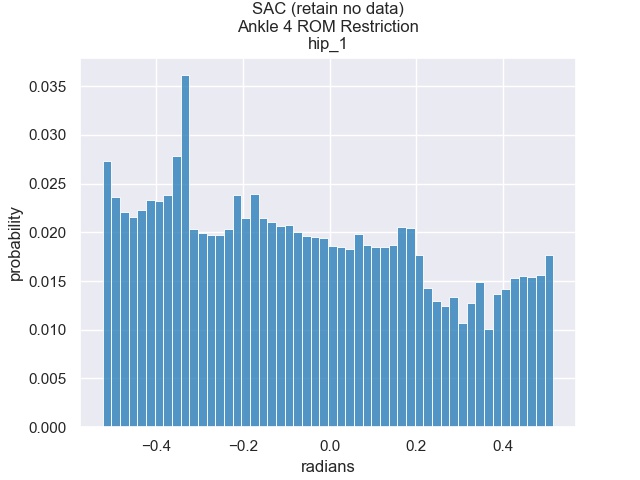 SAC (retain no data)
Ankle 4 ROM Restriction
hip_1
0.035
0.030
0.025
0.020
0.015
0.010
0.005
0.000
probability
−0.4
−0.2
0.0
0.2
0.4
radians